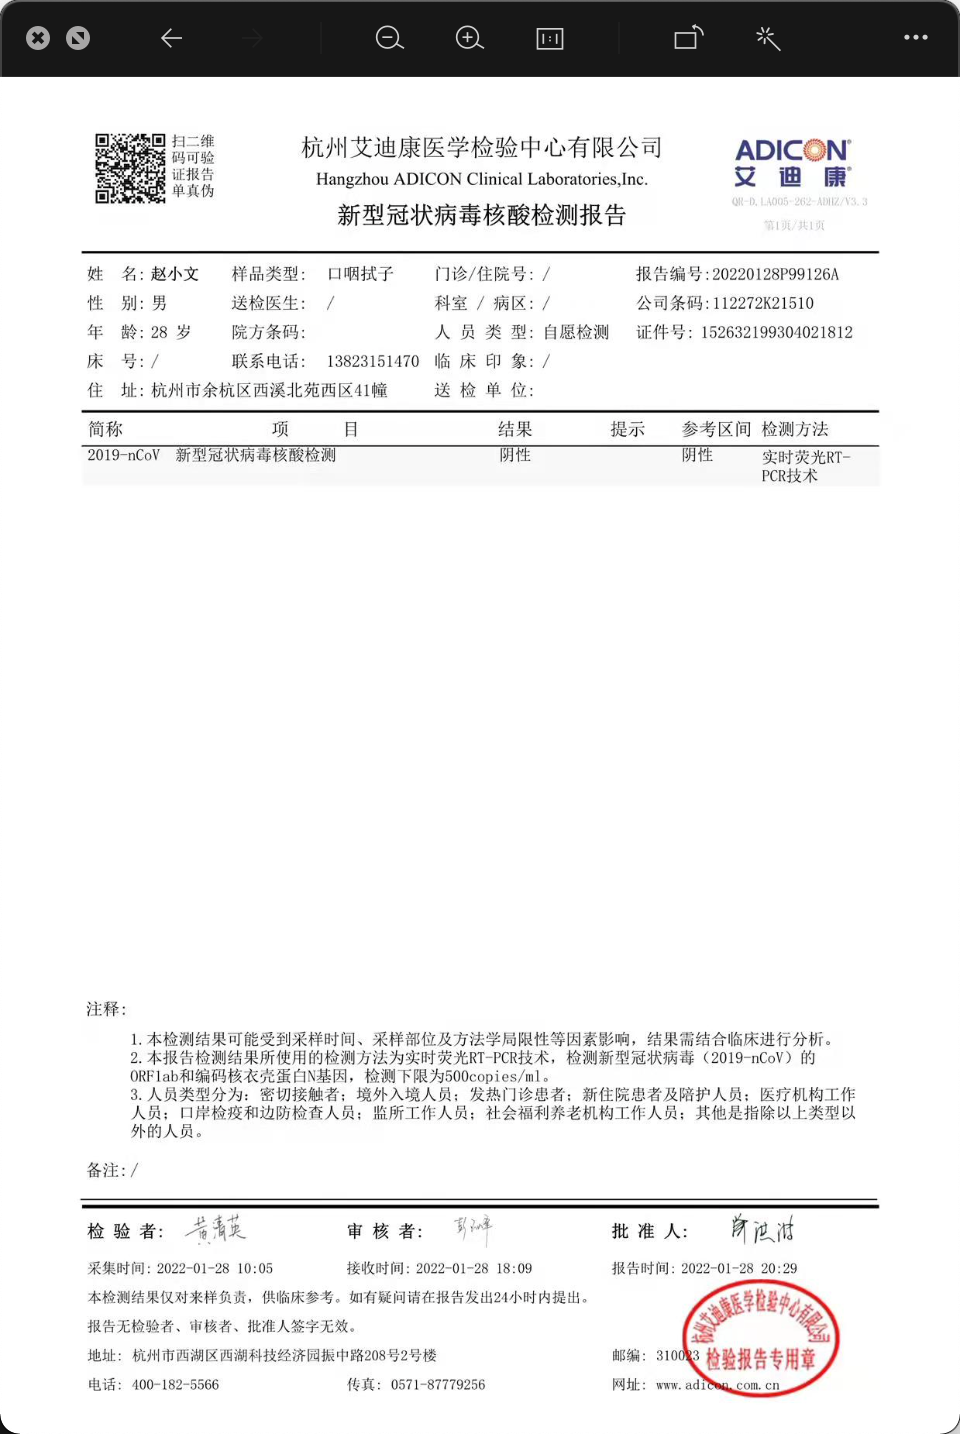 扫二维
码可验
证报告
单真伪
杭州艾迪康医学检验中心有限公司
Hangzhou ADICON Clinical Laboratories,Inc.
新型冠状病毒核酸检测报告
ADICON®
艾迪康®
QR-D.LA005-262-ADHZ/V3.3
第1页/共1页
姓 名: 赵小文 样品类型: 口咽拭子 门诊/住院号: / 报告编号:20220128P99126A
性 别: 男 送检医生: / 科室 / 病区: / 公司条码:112272K21510
年 龄: 28 岁 院方条码: 人 员 类 型: 自愿检测 证件号: 152632199304021812
床 号: / 联系电话: 13823151470 临 床 印 象: /
住 址: 杭州市余杭区西溪北苑西区41幢 送 检 单 位:
简称 项 目 结果 提示 参考区间 检测方法
2019-nCoV 新型冠状病毒核酸检测 阴性 阴性 实时荧光RT-
PCR技术
注释:
1.本检测结果可能受到采样时间、采样部位及方法学局限性等因素影响, 结果需结合临床进行分析。
2.本报告检测结果所使用的检测方法为实时荧光RT-PCR技术, 检测新型冠状病毒（2019-nCoV）的
ORF1ab和编码核衣壳蛋白N基因, 检测下限为500copies/ml。
3.人员类型分为: 密切接触者; 境外入境人员; 发热门诊患者; 新住院患者及陪护人员; 医疗机构工作
人员; 口岸检疫和边防检查人员; 监所工作人员; 社会福利养老机构工作人员; 其他是指除以上类型以
外的人员。
备注: /
检 验 者: 黄清英 审 核 者: 批 准 人:
采集时间: 2022-01-28 10:05 接收时间: 2022-01-28 18:09 报告时间: 2022-01-28 20:29
本检测结果仅对来样负责, 供临床参考。如有疑问请在报告发出24小时内提出。
报告无检验者、审核者、批准人签字无效。
地址: 杭州市西湖区西湖科技经济园振中路208号2号楼 邮编: 310023
电话: 400-182-5566 传真: 0571-87779256 网址: www.adicon.com.cn
杭州艾迪康医学检验中心有限公司
检验报告专用章